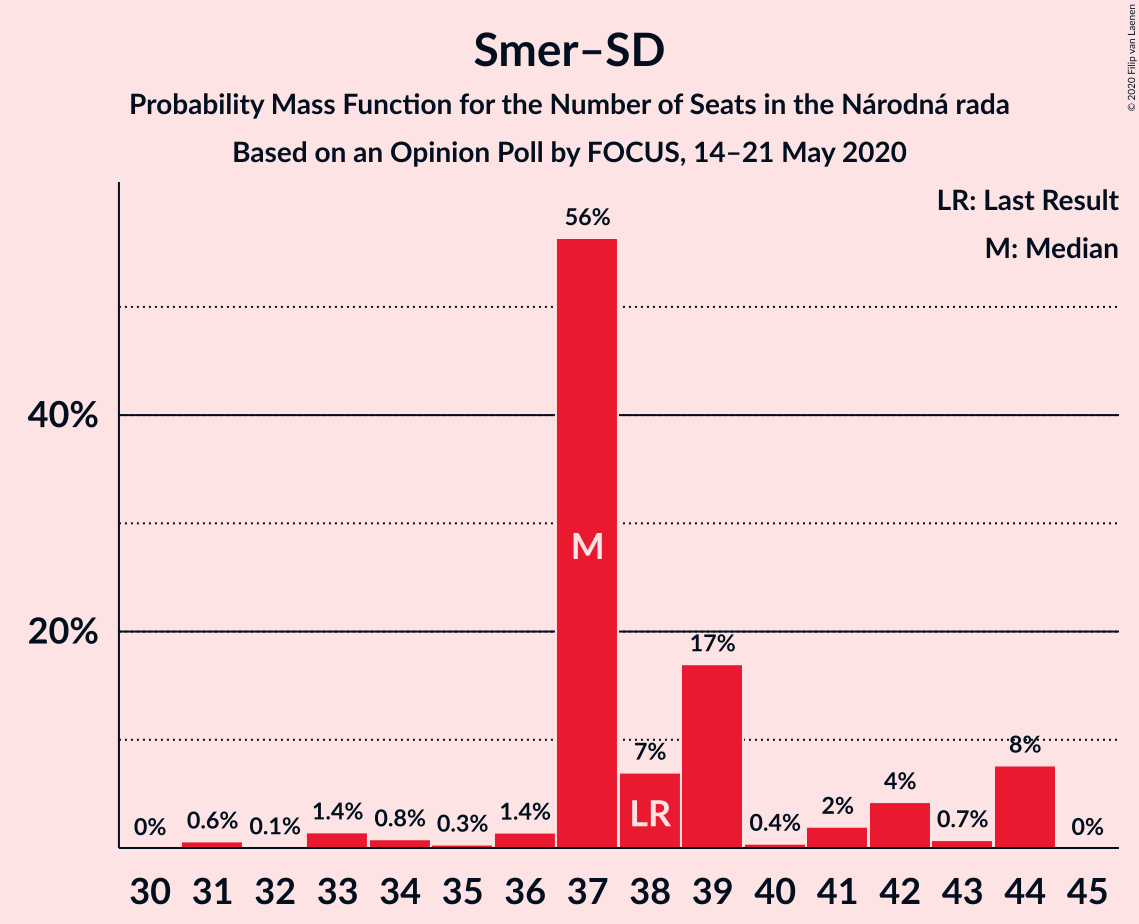 Smer–SD
Probability Mass Function for the Number of Seats in the Národná rada
Based on an Opinion Poll by FOCUS, 14–21 May 2020
© 2020 Filip van Laenen
LR: Last Result
M: Median
40%
20%
0%
0.6%
0.1%
1.4%
0.8%
0.3%
1.4%
56%
7%
17%
0.4%
2%
4%
0.7%
8%
0%
M
LR
30 31 32 33 34 35 36 37 38 39 40 41 42 43 44 45